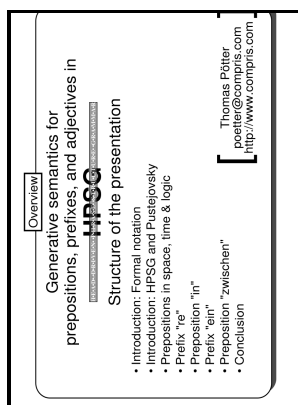 Overview
Generative semantics for
prepositions, prefixes, and adjectives in
HPSG
Structure of the presentation
• Introduction: Formal notation
• Introduction: HPSG and Pustejovsky
• Prepositions in space, time & logic
• Prefix "re"
• Preposition "in"
• Prefix "ein"
• Preposition "zwischen"
• Conclusion
Thomas Pötter
poetter@compris.com
http://www.compris.com